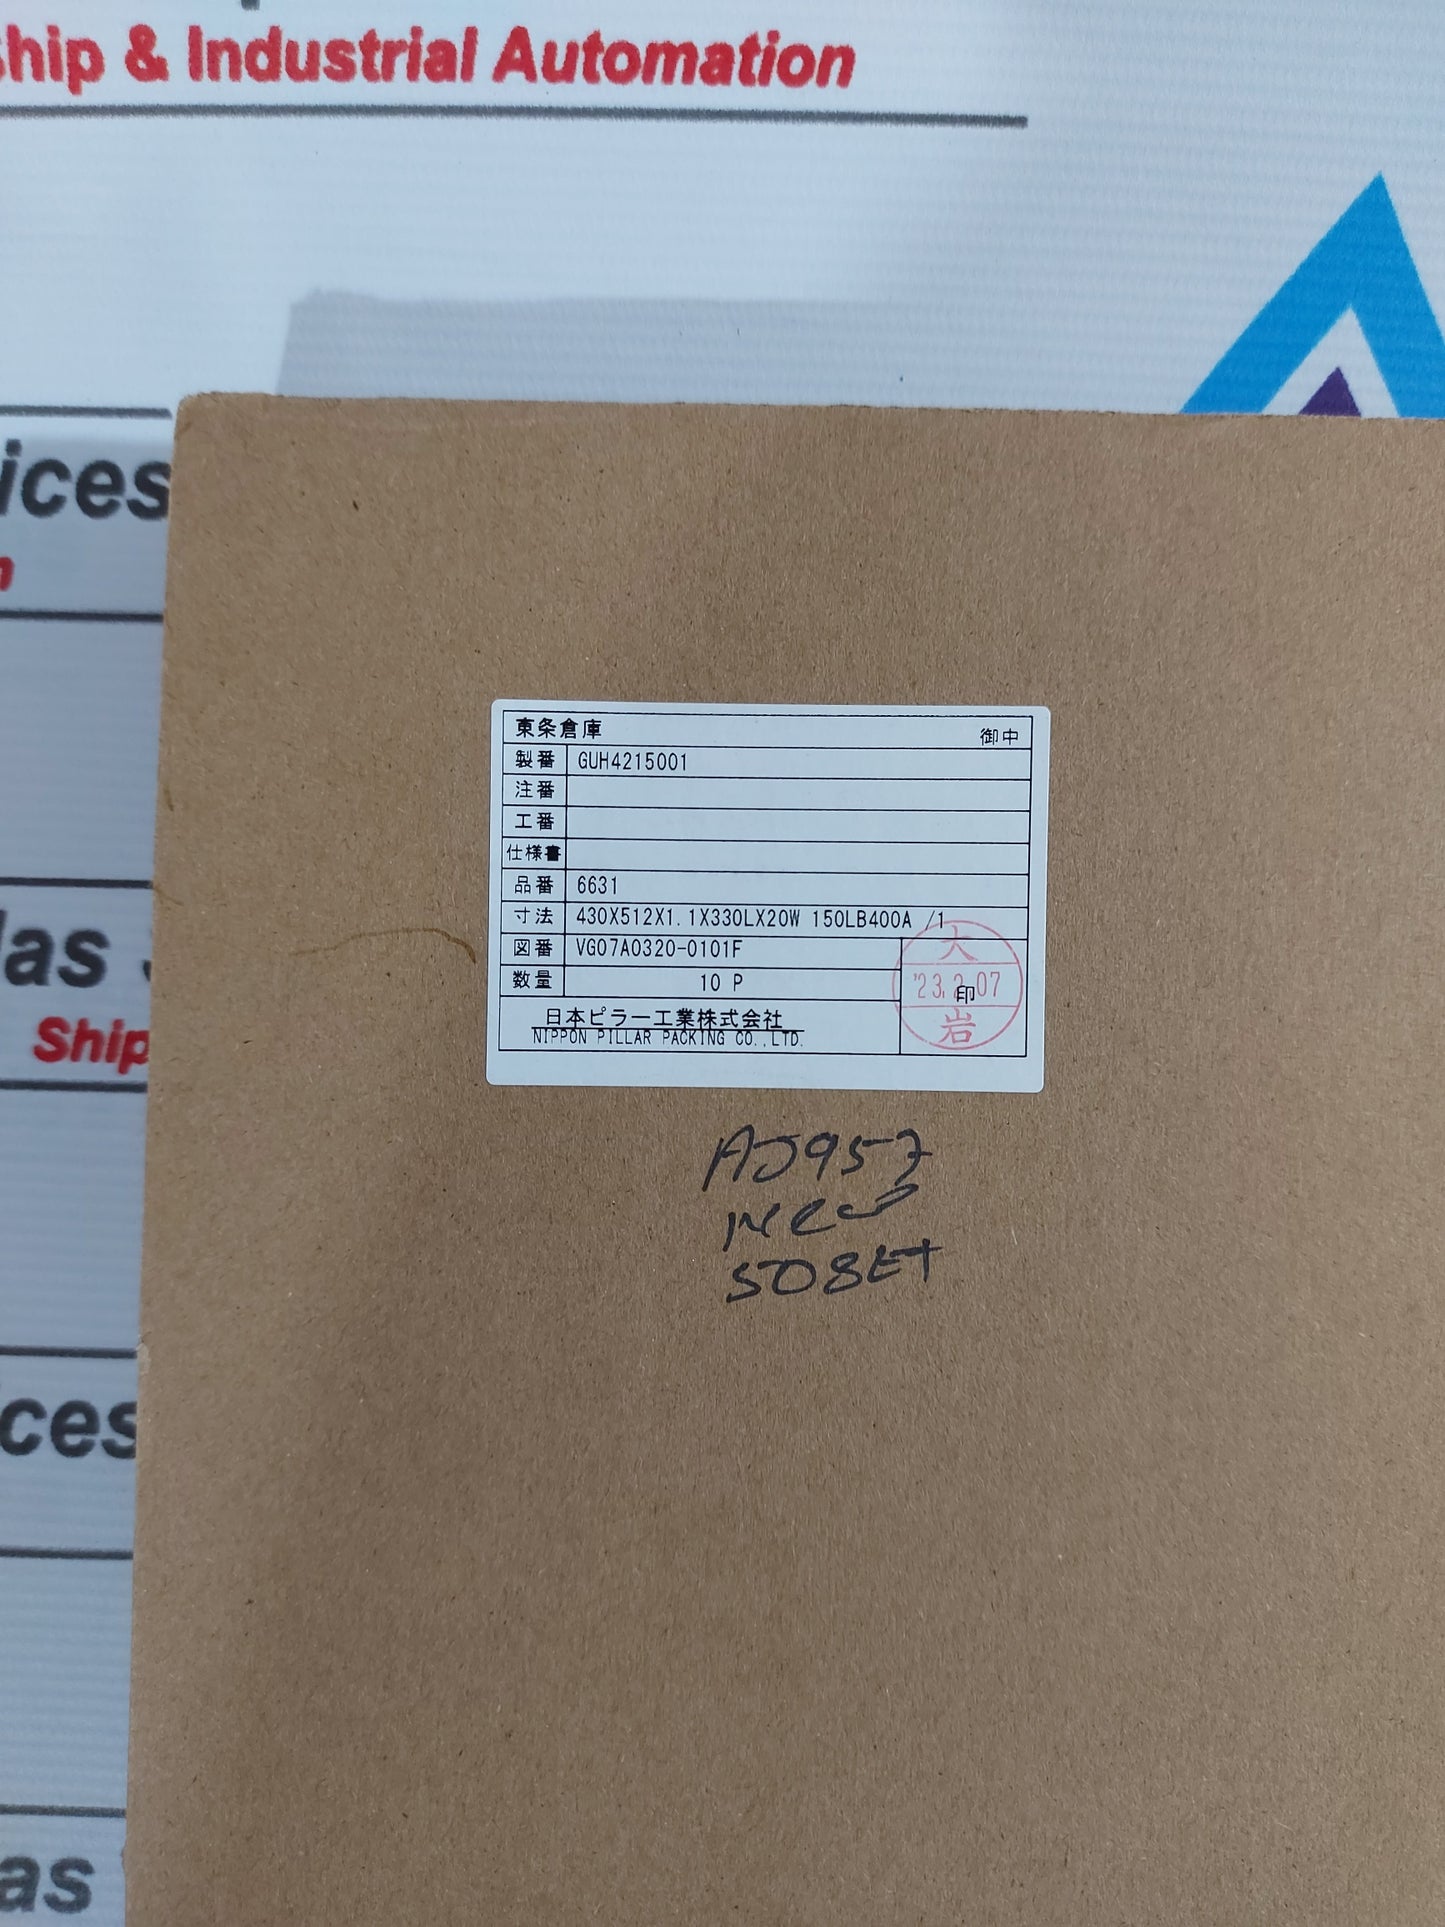 ship & Industrial Automation
ices
n
las
Ship
ces
as
東条倉庫 御中
製番 GUH4215001
注番
工番
仕様書
品番 6631
寸法 430X512X1.1X330LX20W 150LB400A /1
図番 VG07A0320-0101F
数量 10 P
大
'23.2.07
印
岩
日本ピラー工業株式会社
NIPPON PILLAR PACKING CO.,LTD.
AJ957
New
50SET